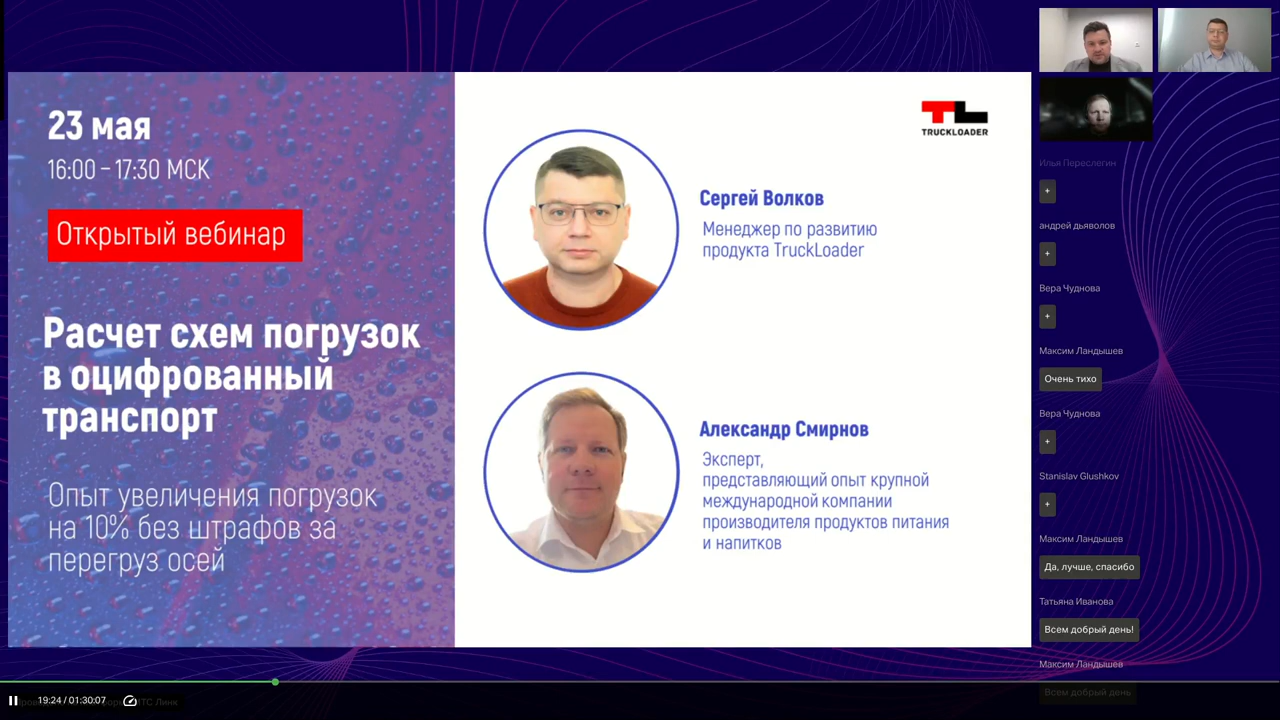 23 мая
16:00 – 17:30 МСК
Открытый вебинар
Расчет схем погрузок
в оцифрованный
транспорт
Опыт увеличения погрузок
на 10% без штрафов за
перегруз осей
TL
TRUCKLOADER
Сергей Волков
Менеджер по развитию
продукта TruckLoader
Александр Смирнов
Эксперт,
представляющий опыт крупной
международной компании
производителя продуктов питания
и напитков
Илья Переслегин
+
андрей дьяволов
+
Вера Чуднова
+
Максим Ландышев
Очень тихо
Вера Чуднова
+
Stanislav Glushkov
+
Максим Ландышев
Да, лучше, спасибо
Татьяна Иванова
Всем добрый день!
Максим Ландышев
Всем добрый день
19:24 / 01:30:07
МТС Линк